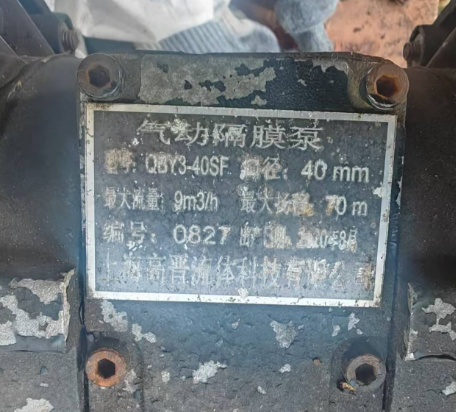 气动隔膜泵
型号: QBY3-40SF 口径: 40 mm
最大流量: 9m3/h 最大扬程: 70 m
编号: 0827 出厂日期: 2020年8月
上海高晋流体科技有限公司